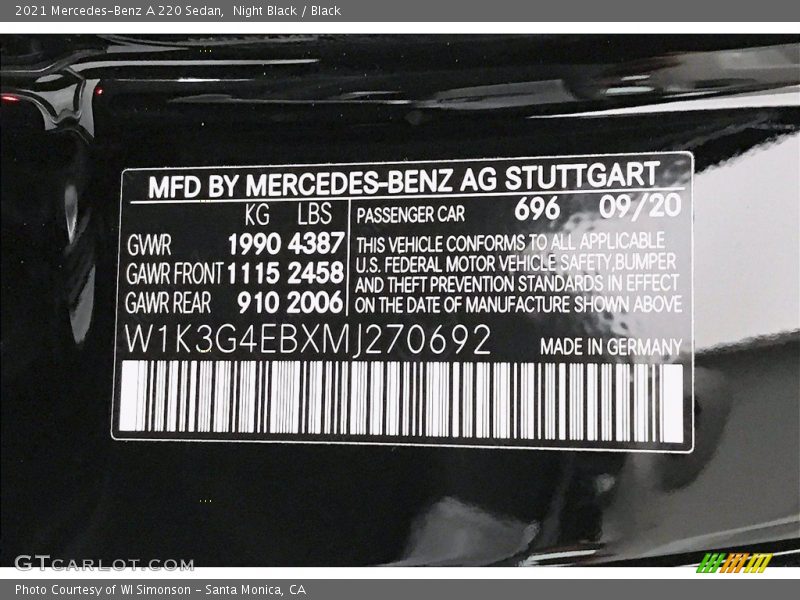 2021 Mercedes-Benz A 220 Sedan, Night Black / Black
MFD BY MERCEDES-BENZ AG STUTTGART
KG LBS
GVWR 1990 4387
GAWR FRONT 1115 2458
GAWR REAR 910 2006
PASSENGER CAR 696 09/20
THIS VEHICLE CONFORMS TO ALL APPLICABLE
U.S. FEDERAL MOTOR VEHICLE SAFETY,BUMPER
AND THEFT PREVENTION STANDARDS IN EFFECT
ON THE DATE OF MANUFACTURE SHOWN ABOVE
W1K3G4EBXMJ270692
MADE IN GERMANY
GTCARLOT.COM
Photo Courtesy of WI Simonson - Santa Monica, CA